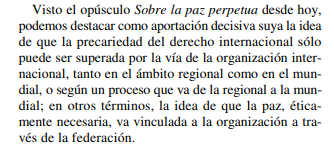 Visto el opúsculo Sobre la paz perpetua desde hoy,
podemos destacar como aportación decisiva suya la idea
de que la precariedad del derecho internacional sólo
puede ser superada por la vía de la organización inter-
nacional, tanto en el ámbito regional como en el mun-
dial, o según un proceso que va de la regional a la mun-
dial; en otros términos, la idea de que la paz, ética-
mente necesaria, va vinculada a la organización a tra-
vés de la federación.